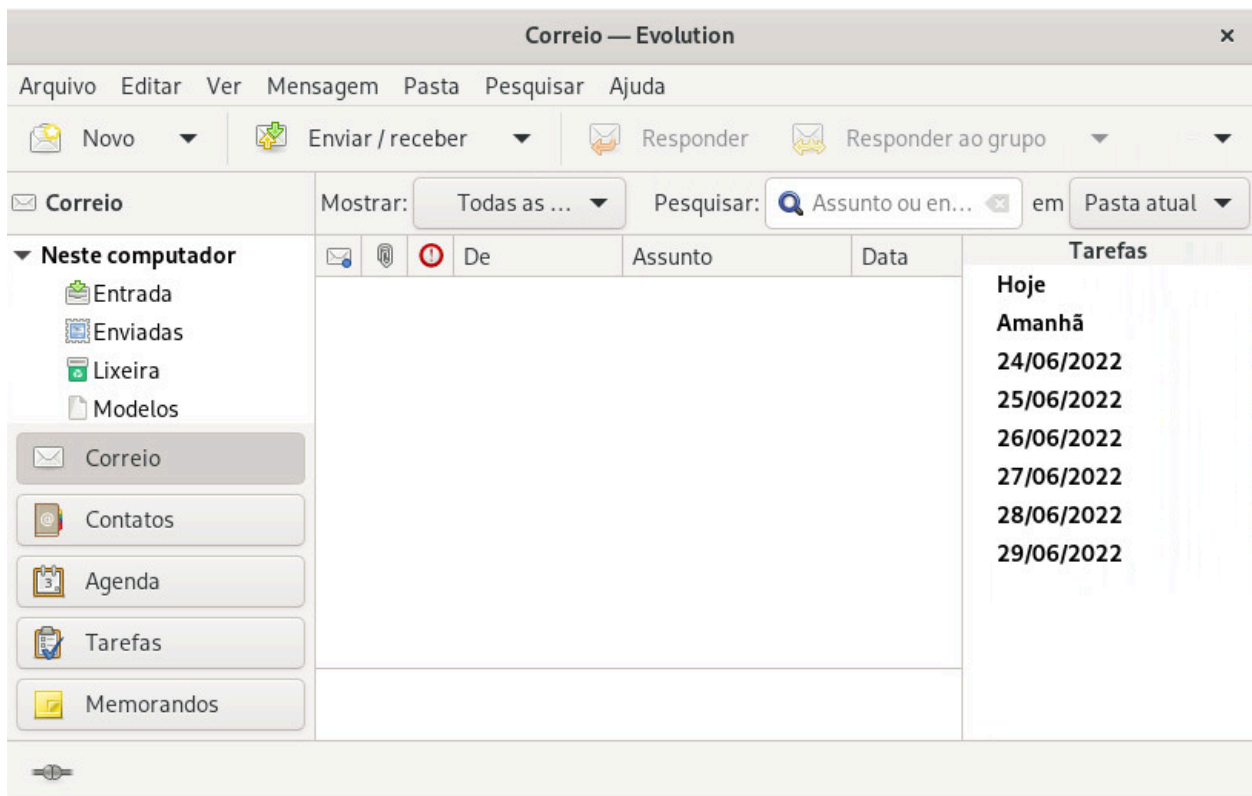 Correio — Evolution
Arquivo Editar Ver Mensagem Pasta Pesquisar Ajuda
Novo Enviar / receber Responder Responder ao grupo
Correio Mostrar: Todas as ... Pesquisar: Assunto ou en... em Pasta atual
Neste computador
Entrada
Enviadas
Lixeira
Modelos
Correio
Contatos
Agenda
Tarefas
Memorandos
De Assunto Data
Tarefas
Hoje
Amanhã
24/06/2022
25/06/2022
26/06/2022
27/06/2022
28/06/2022
29/06/2022